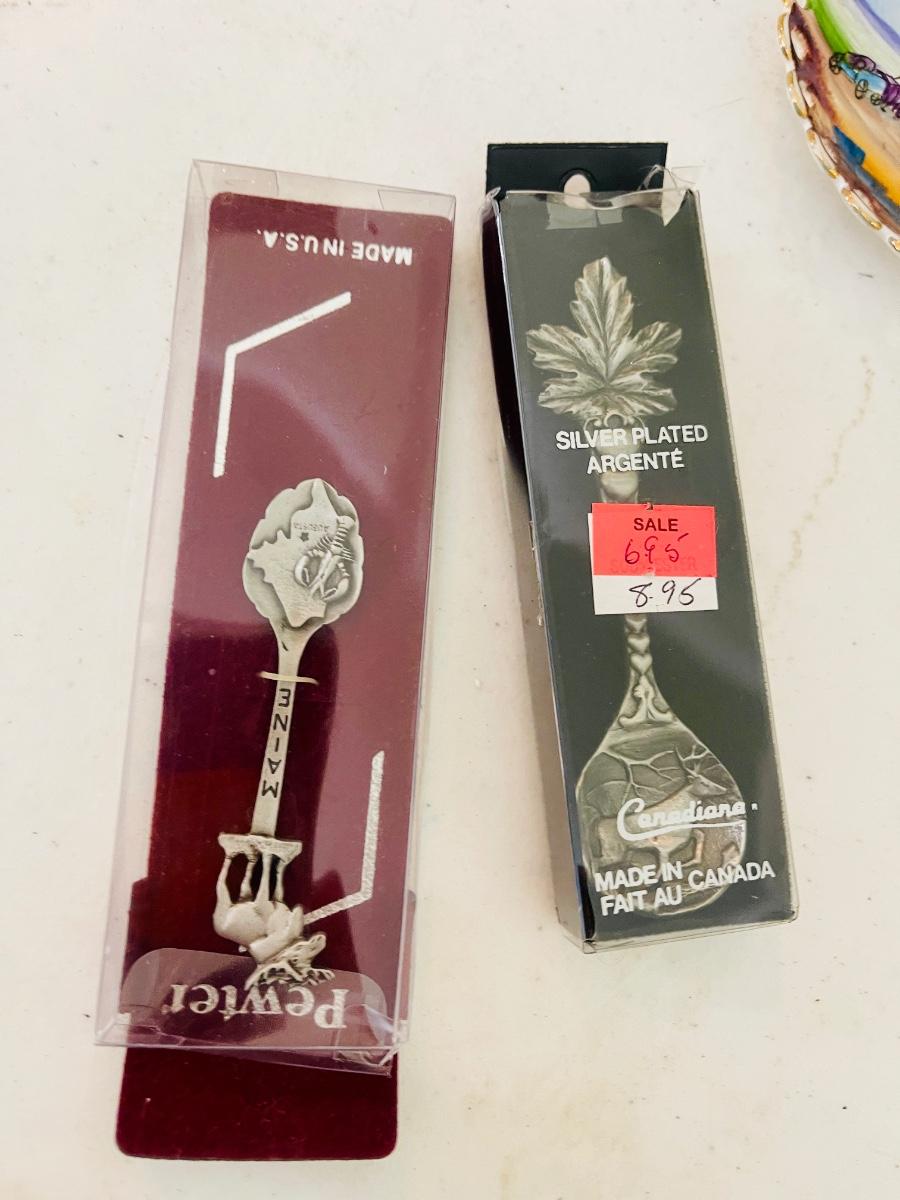 MADE IN U.S.A.
AUGUSTA
MAINE
Pewter
SILVER PLATED
ARGENTÉ
SALE
6.95
8.95
Canadiana
MADE IN CANADA
FAIT AU